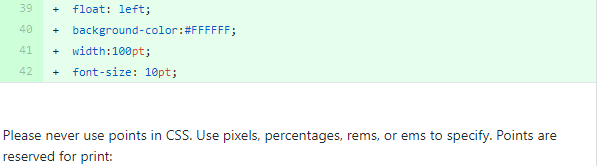 39 + float: left;
40 + background-color:#FFFFFF;
41 + width:100pt;
42 + font-size: 10pt;
Please never use points in CSS. Use pixels, percentages, rems, or ems to specify. Points are
reserved for print: